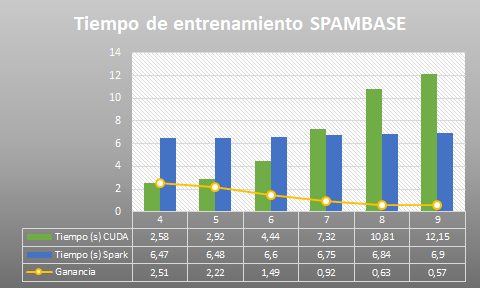 Tiempo de entrenamiento SPAMBASE
14
12
10
8
6
4
2
0
4 5 6 7 8 9
Tiempo (s) CUDA 2,58 2,92 4,44 7,32 10,81 12,15
Tiempo (s) Spark 6,47 6,48 6,6 6,75 6,84 6,9
Ganancia 2,51 2,22 1,49 0,92 0,63 0,57